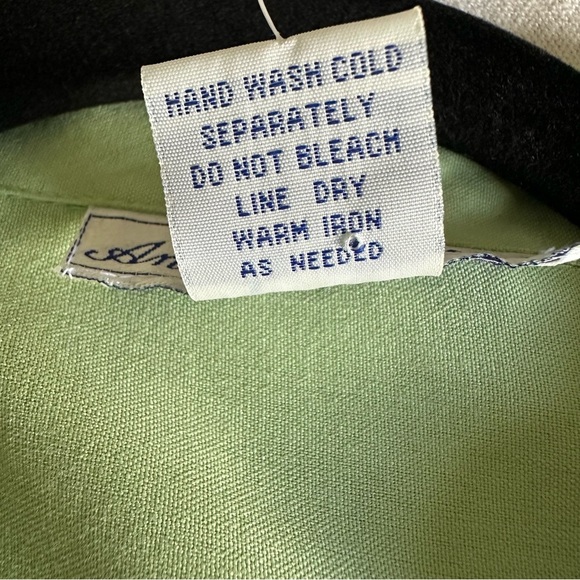 HAND WASH COLD
SEPARATELY
DO NOT BLEACH
LINE DRY
WARM IRON
AS NEEDED